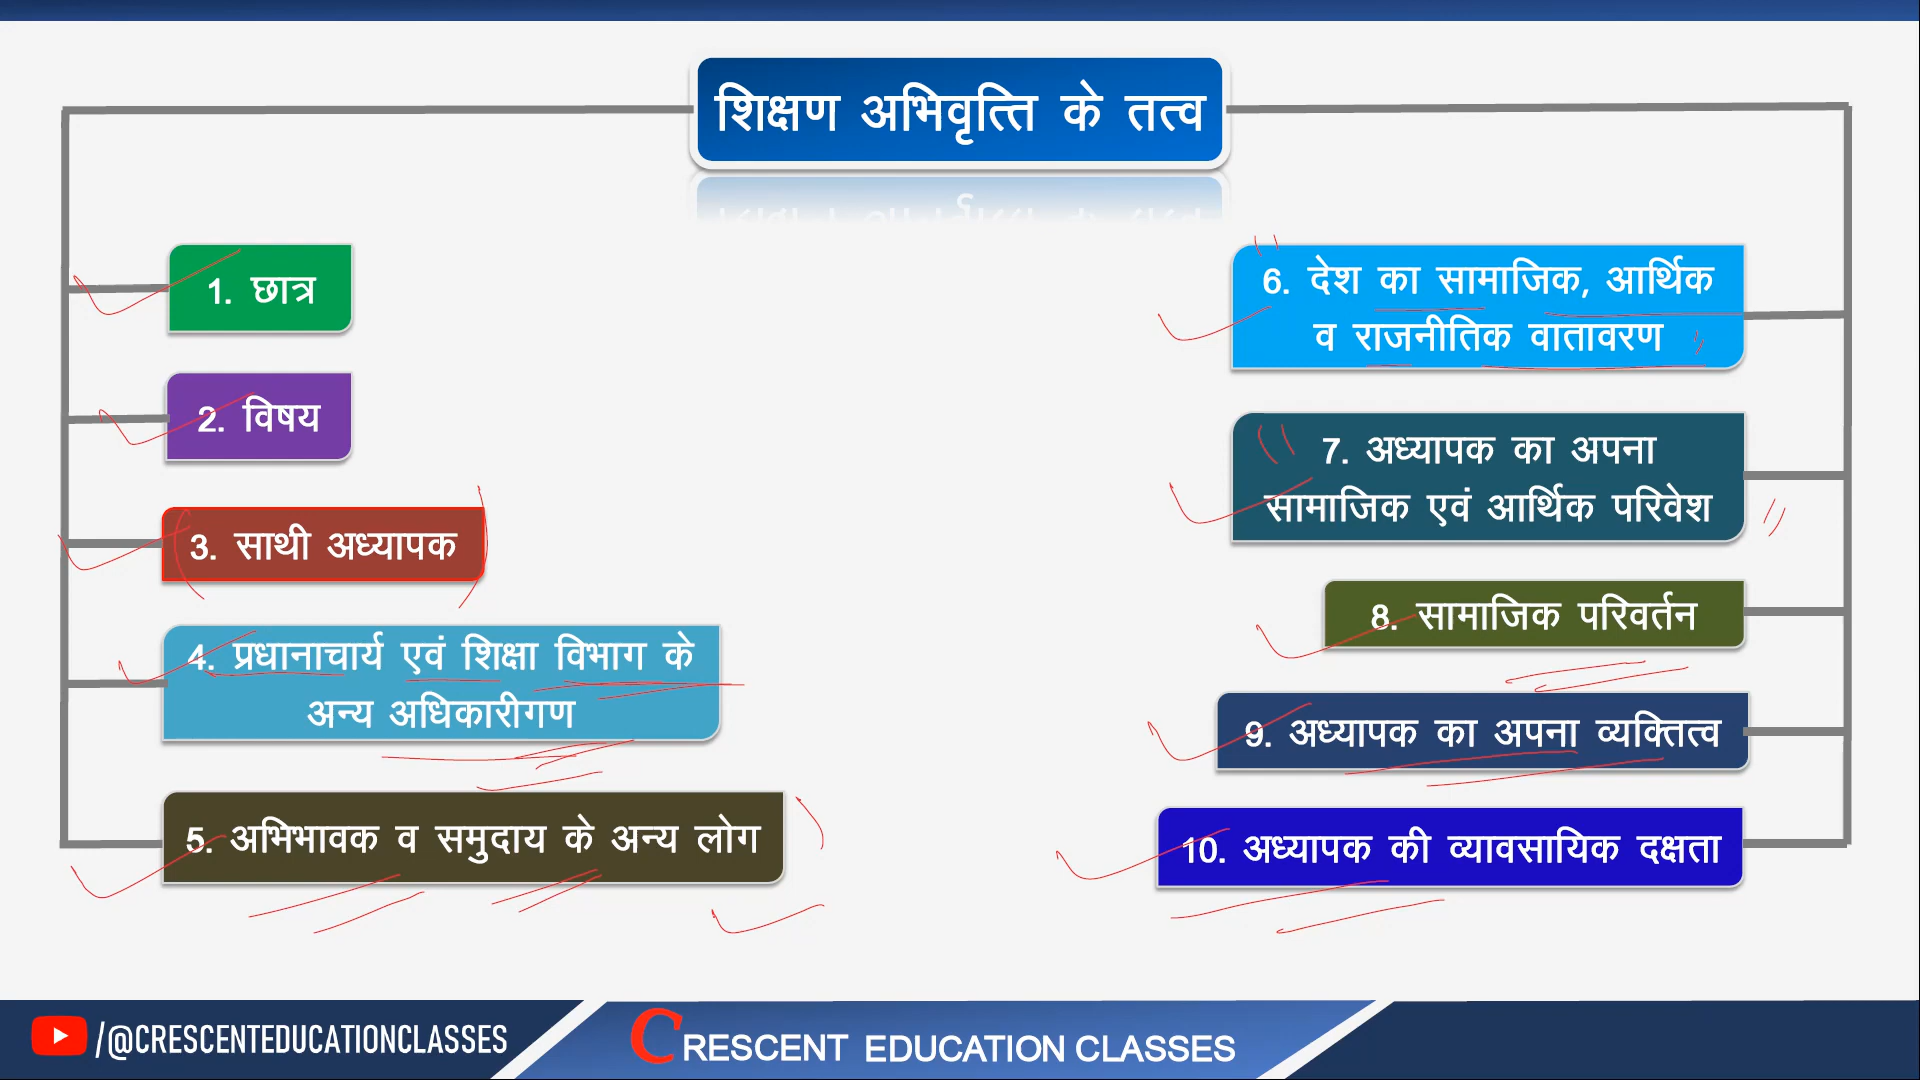 शिक्षण अभिवृत्ति के तत्व
1. छात्र
2. विषय
3. साथी अध्यापक
4. प्रधानाचार्य एवं शिक्षा विभाग के
अन्य अधिकारीगण
5. अभिभावक व समुदाय के अन्य लोग
6. देश का सामाजिक, आर्थिक
व राजनीतिक वातावरण
7. अध्यापक का अपना
सामाजिक एवं आर्थिक परिवेश
8. सामाजिक परिवर्तन
9. अध्यापक का अपना व्यक्तित्व
10. अध्यापक की व्यावसायिक दक्षता
/@CRESCENTEDUCATIONCLASSES
CRESCENT EDUCATION CLASSES